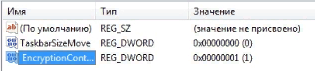 Имя Тип Значение
(По умолчанию) REG_SZ (значение не присвоено)
TaskbarSizeMove REG_DWORD 0x00000000 (0)
EncryptionCont... REG_DWORD 0x00000001 (1)